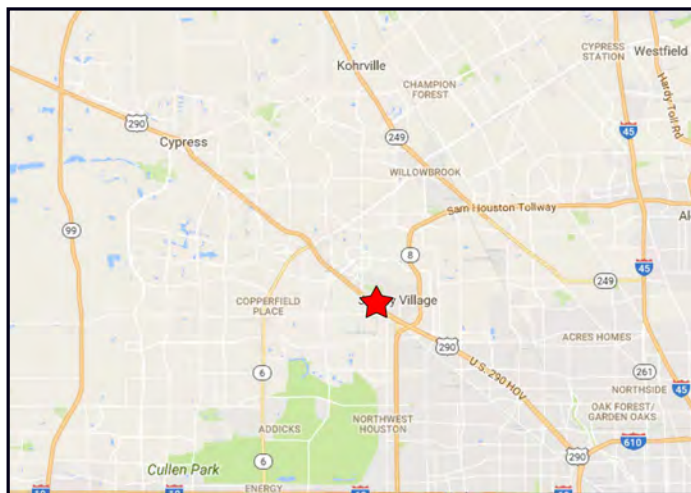 CYPRESS
STATION
Westfield
Kohrville
CHAMPION
FOREST
Hardy Toll Rd
290
45
249
Cypress
WILLOWBROOK
Sam Houston Tollway
99
8
45
249
COPPERFIELD
PLACE
Village
290
ACRES HOMES
U.S. 290 HOV
261
6
NORTHSIDE
45
OAK FOREST/
GARDEN OAKS
NORTHWEST
HOUSTON
ADDICKS
610
290
6
Cullen Park
ENERGY